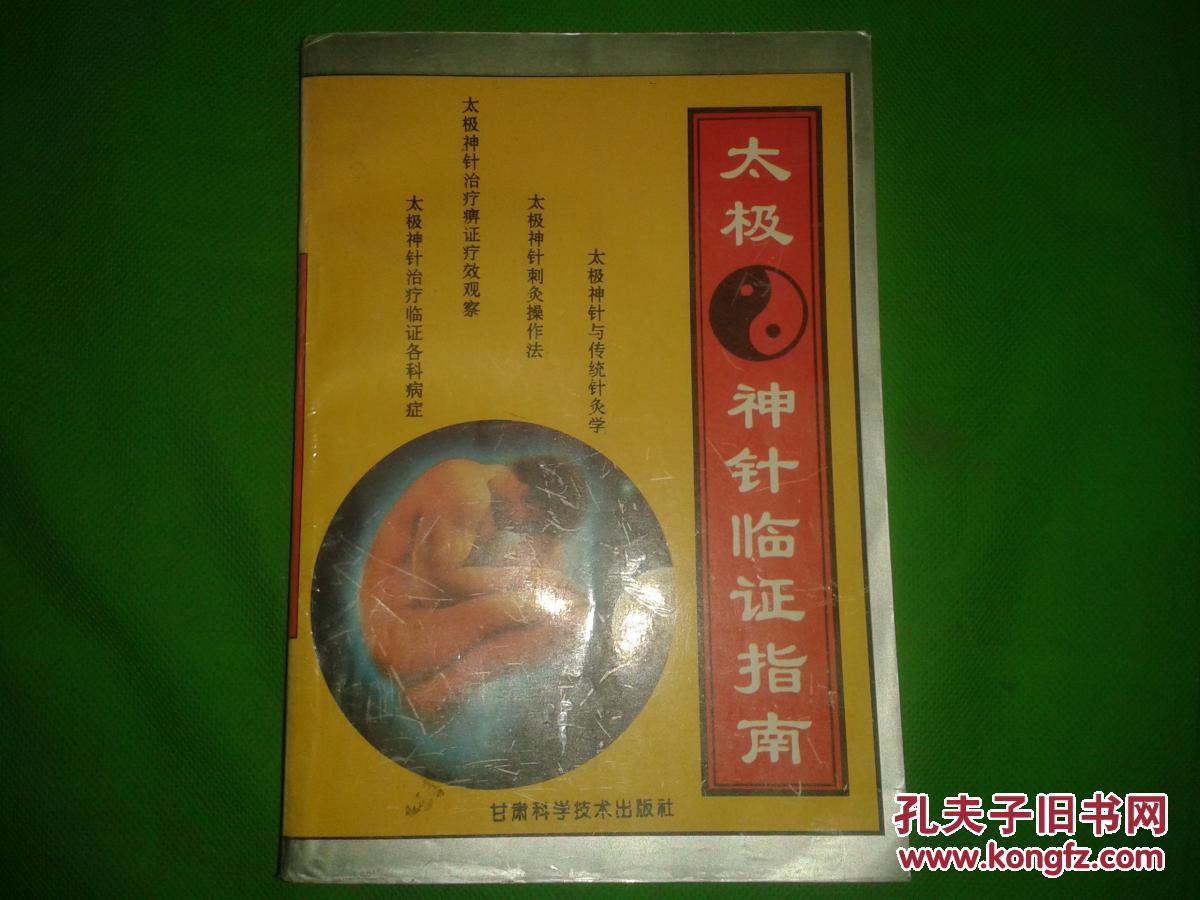 太极神针临证指南
太极神针与传统针灸学
太极神针刺灸操作法
太极神针治疗痹证疗效观察
太极神针治疗临证各科病症
甘肃科学技术出版社
孔夫子旧书网
www.kongfz.com